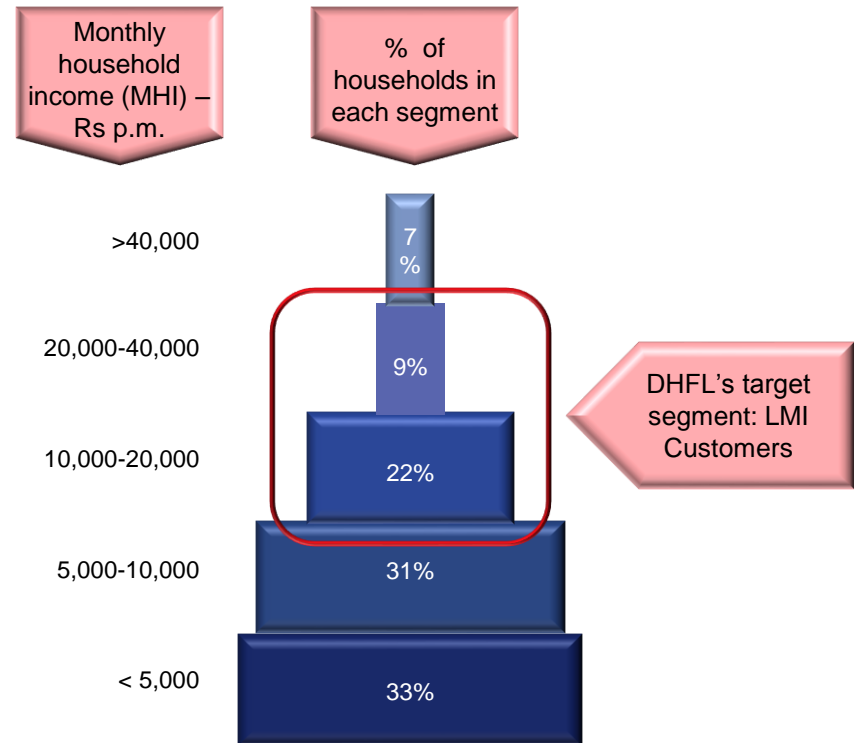 Monthly
household
income (MHI) –
Rs p.m.
% of
households in
each segment
>40,000
7
%
20,000-40,000
9%
DHFL’s target
segment: LMI
Customers
10,000-20,000
22%
5,000-10,000
31%
< 5,000
33%